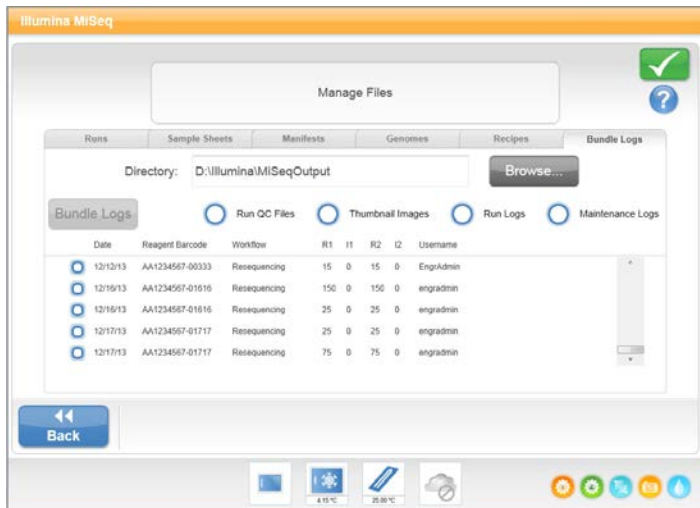 Illumina MiSeq
Manage Files
Runs Sample Sheets Manifests Genomes Recipes Bundle Logs
Directory: D:\Illumina\MiSeqOutput Browse...
Bundle Logs Run QC Files Thumbnail Images Run Logs Maintenance Logs
Date Reagent Barcode Workflow R1 I1 R2 I2 Username
12/12/13 AA1234567-00333 Resequencing 15 0 15 0 EngrAdmin
12/16/13 AA1234567-01616 Resequencing 150 0 150 0 engradmin
12/16/13 AA1234567-01616 Resequencing 25 0 25 0 engradmin
12/17/13 AA1234567-01717 Resequencing 25 0 25 0 engradmin
12/17/13 AA1234567-01717 Resequencing 75 0 75 0 engradmin
Back
4.15 °C 25.00 °C